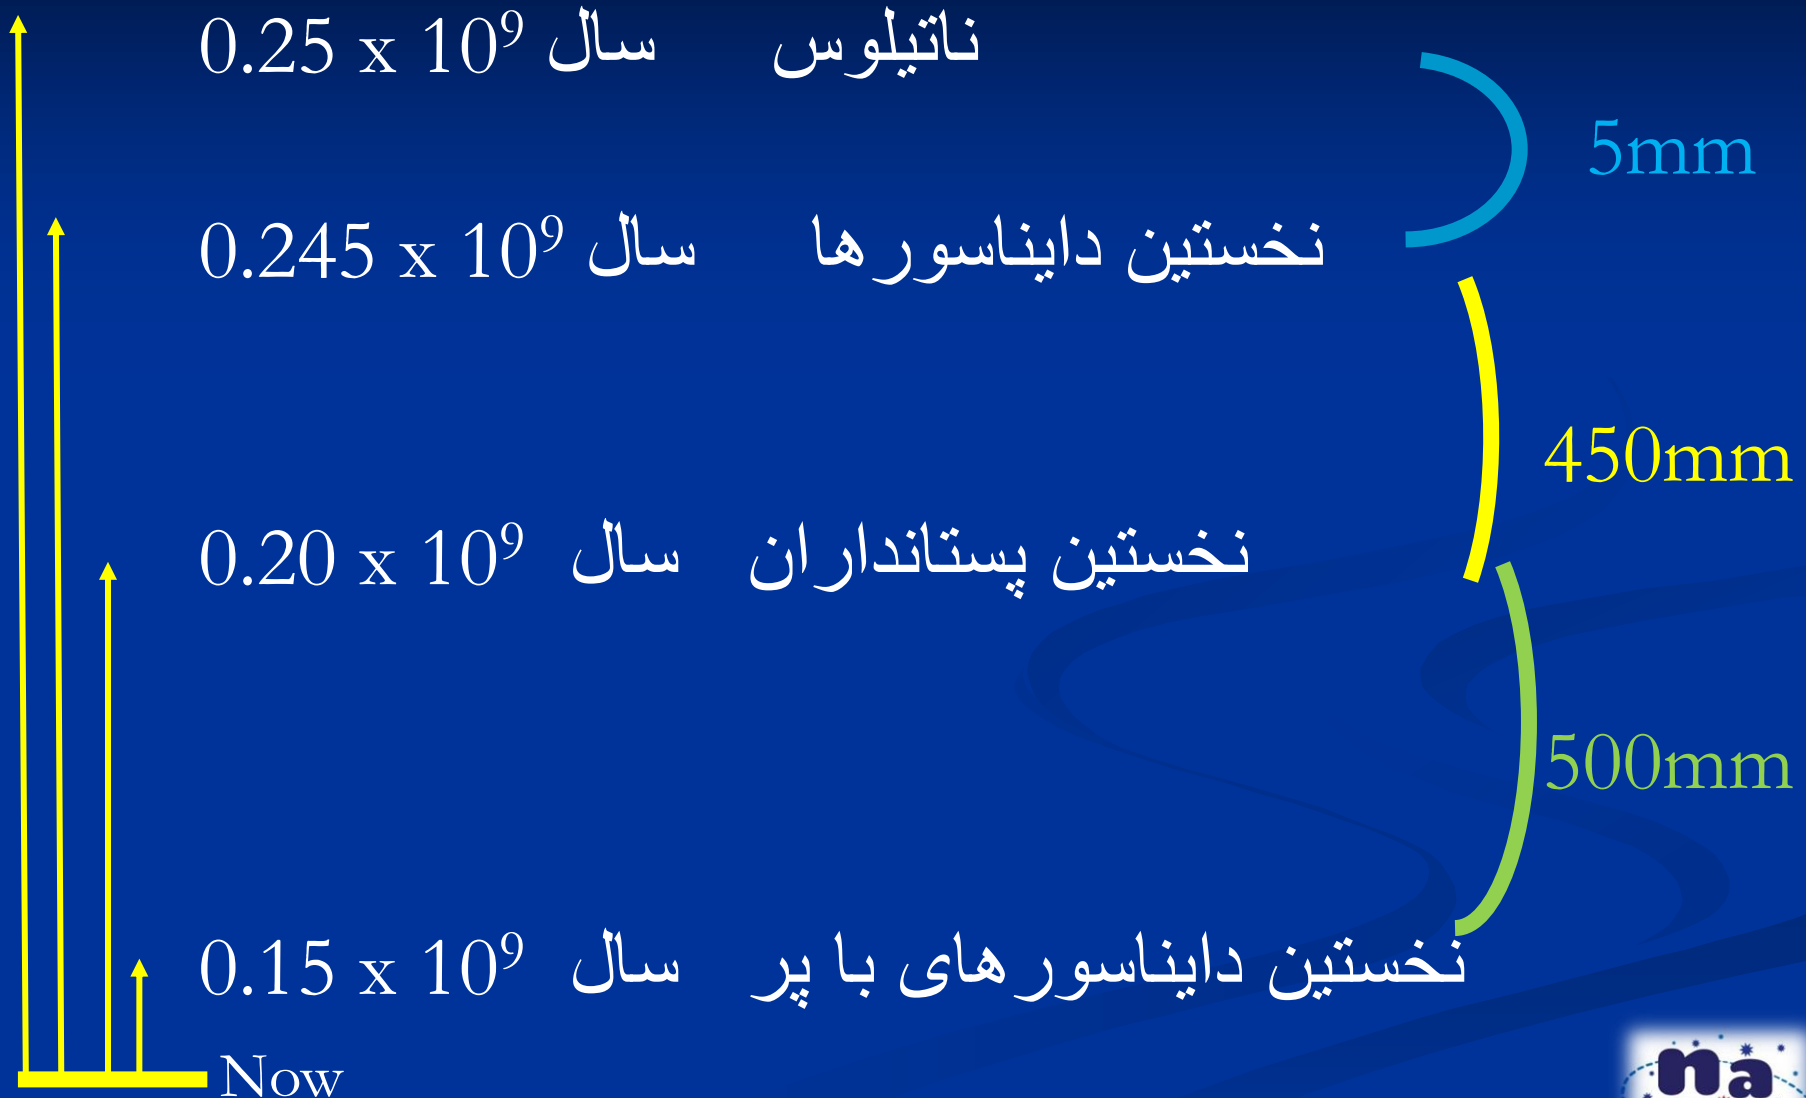 0.25 x 10⁹ سال ناتیلوس
5mm
0.245 x 10⁹ سال نخستین دایناسورها
450mm
0.20 x 10⁹ سال نخستین پستانداران
500mm
0.15 x 10⁹ سال نخستین دایناسورهای با پر
Now
na